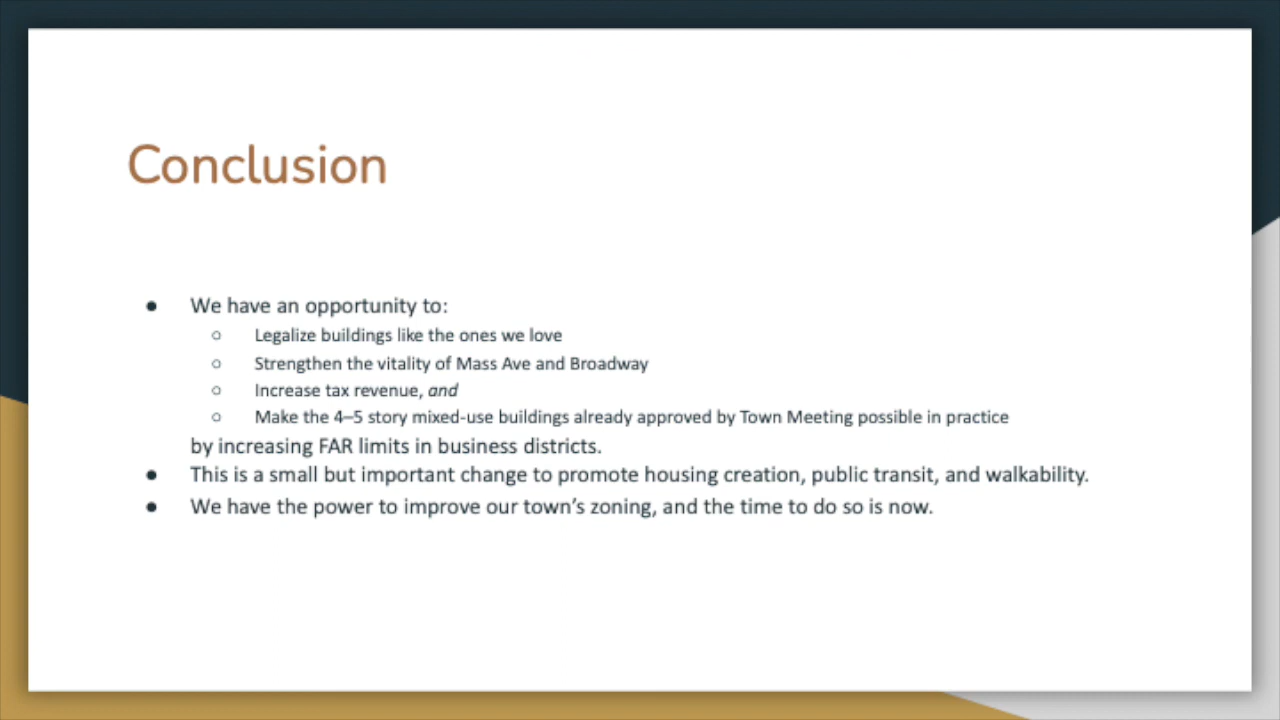 Conclusion
● We have an opportunity to:
○ Legalize buildings like the ones we love
○ Strengthen the vitality of Mass Ave and Broadway
○ Increase tax revenue, and
○ Make the 4–5 story mixed-use buildings already approved by Town Meeting possible in practice
by increasing FAR limits in business districts.
● This is a small but important change to promote housing creation, public transit, and walkability.
● We have the power to improve our town’s zoning, and the time to do so is now.